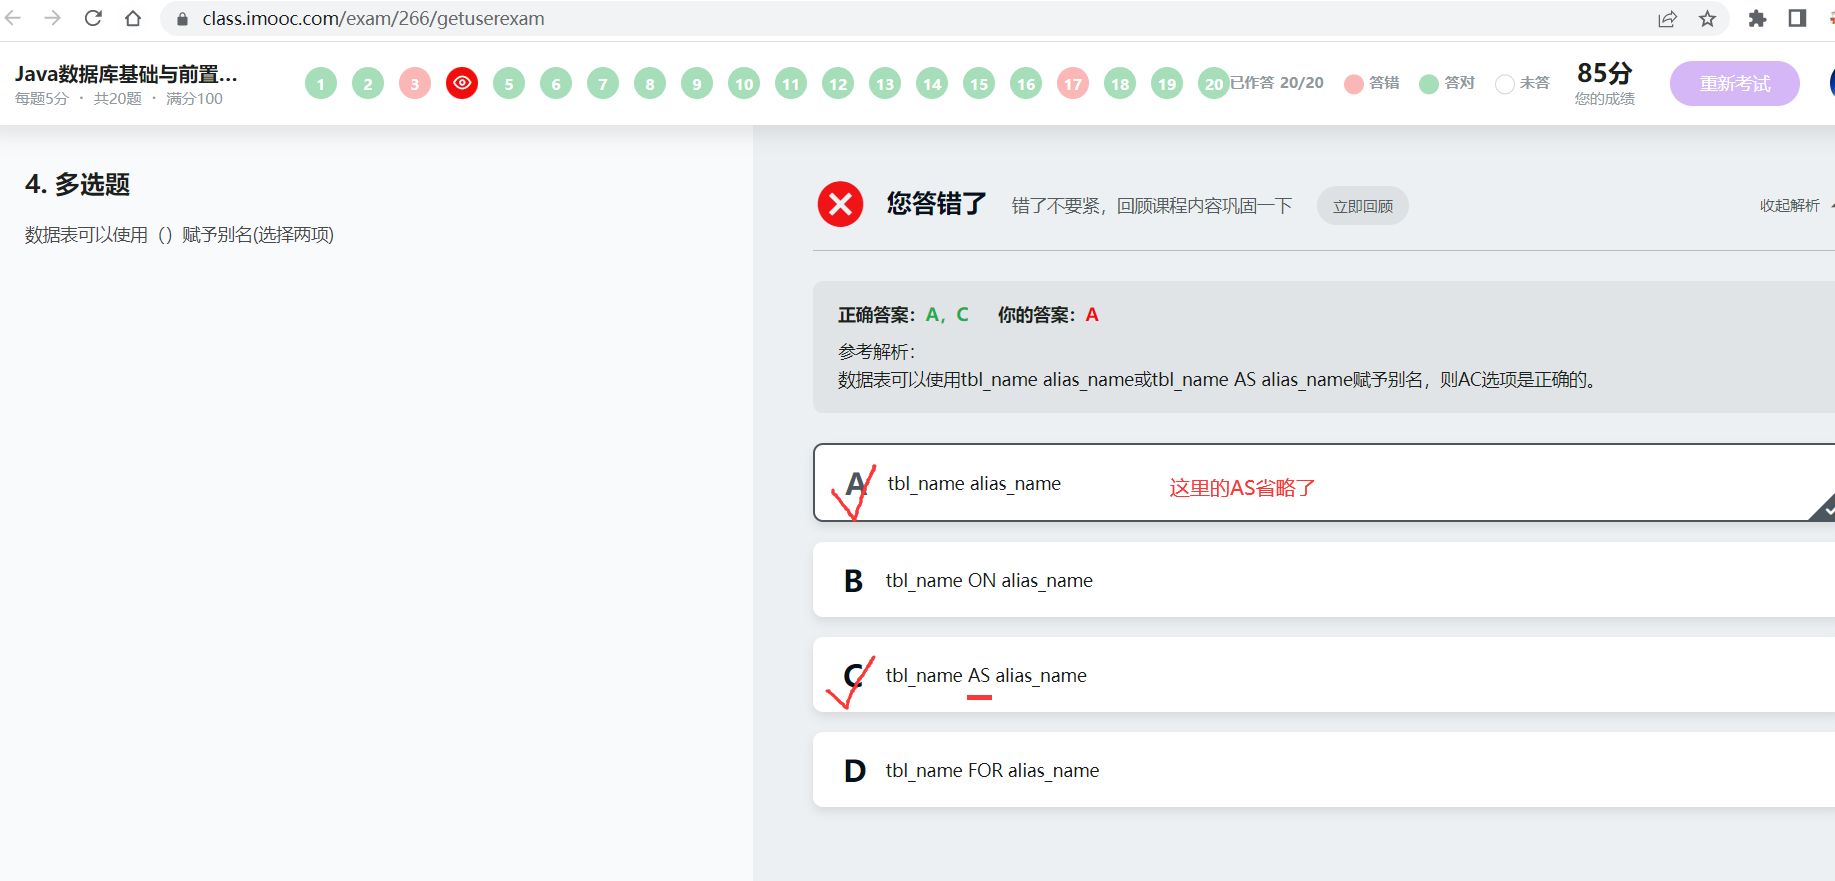 class.imooc.com/exam/266/getuserexam
Java数据库基础与前置...
每题5分 · 共20题 · 满分100
1 2 3 5 6 7 8 9 10 11 12 13 14 15 16 17 18 19 20
已作答 20/20 答错 答对 未答
85分
您的成绩
重新考试
4. 多选题
数据表可以使用（）赋予别名(选择两项)
您答错了 错了不要紧，回顾课程内容巩固一下 立即回顾 收起解析
正确答案：A，C 你的答案：A
参考解析：
数据表可以使用tbl_name alias_name或tbl_name AS alias_name赋予别名，则AC选项是正确的。
A tbl_name alias_name 这里的AS省略了
B tbl_name ON alias_name
C tbl_name AS alias_name
D tbl_name FOR alias_name